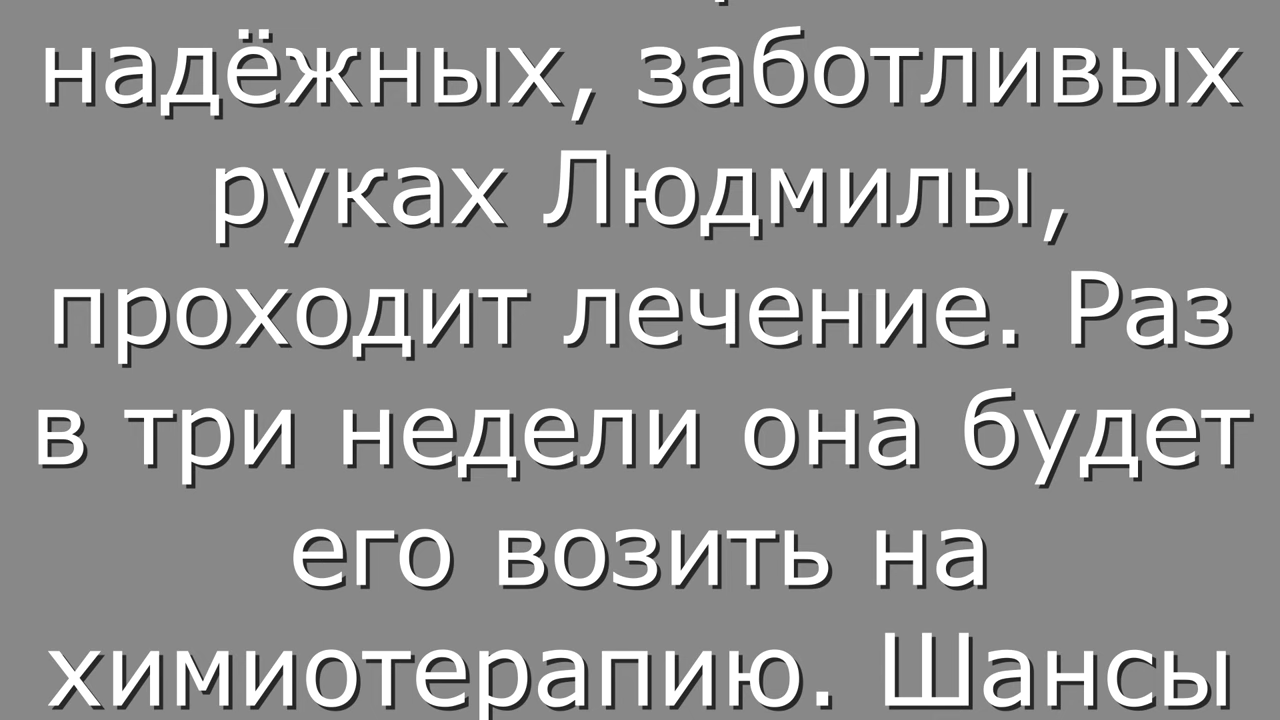 надёжных, заботливых
руках Людмилы,
проходит лечение. Раз
в три недели она будет
его возить на
химиотерапию. Шансы